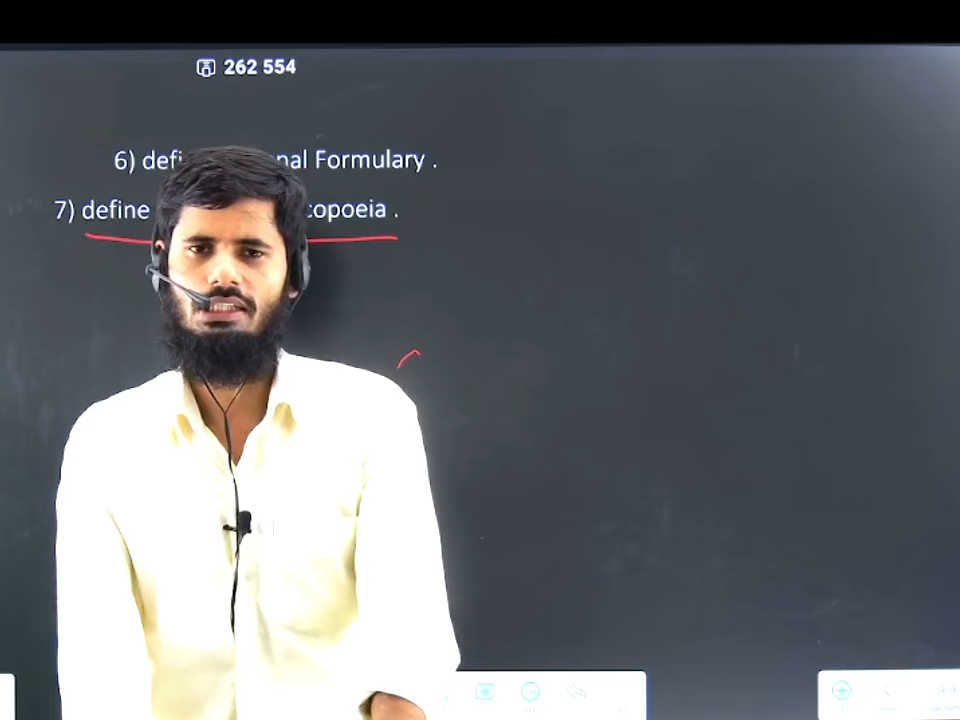 262 554
6) defi nal Formulary .
7) define copoeia .